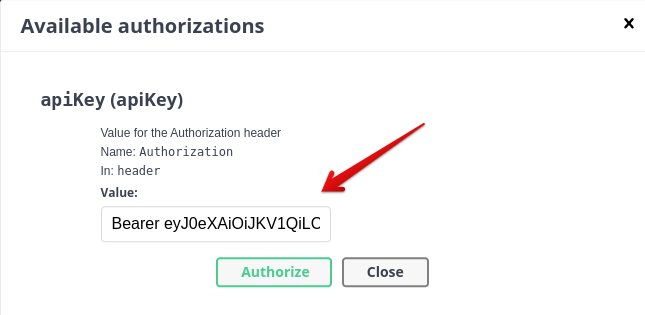 Available authorizations
×
apiKey (apiKey)
Value for the Authorization header
Name: Authorization
In: header
Value:
Bearer eyJ0eXAiOiJKV1QiLC
Authorize Close